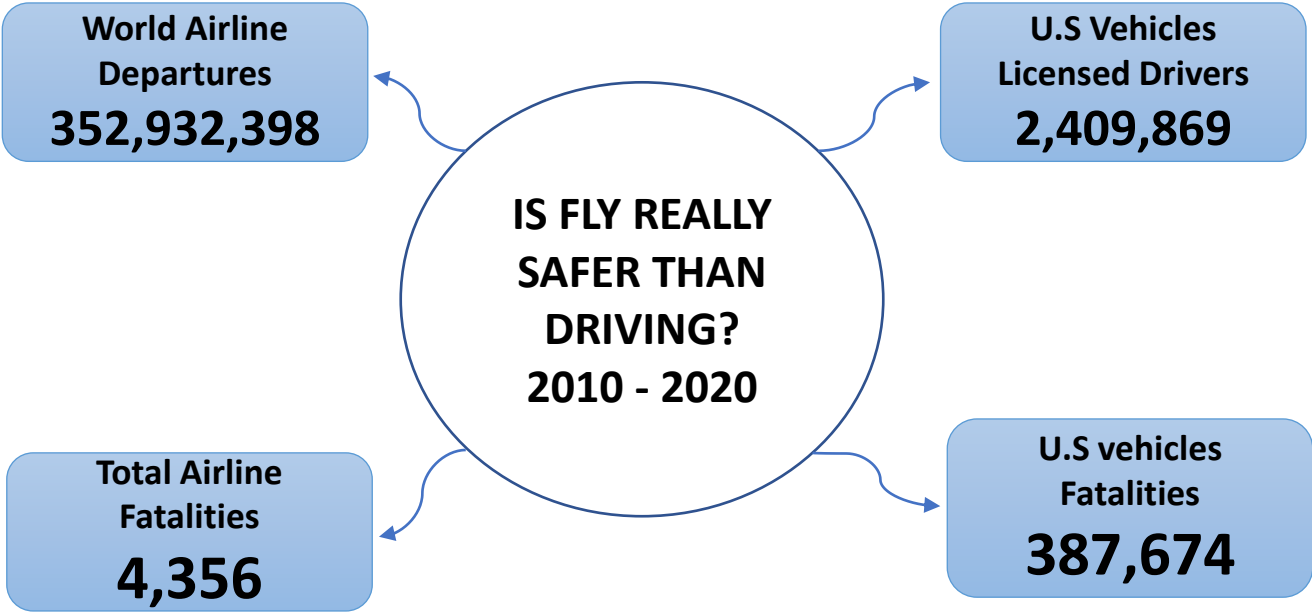 World Airline
Departures
352,932,398
U.S Vehicles
Licensed Drivers
2,409,869
IS FLY REALLY
SAFER THAN
DRIVING?
2010 - 2020
Total Airline
Fatalities
4,356
U.S vehicles
Fatalities
387,674